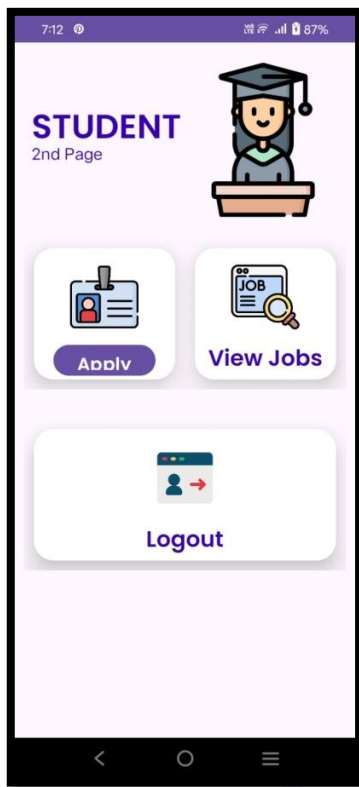 7:12 87%
STUDENT
2nd Page
JOB
Apply
View Jobs
Logout